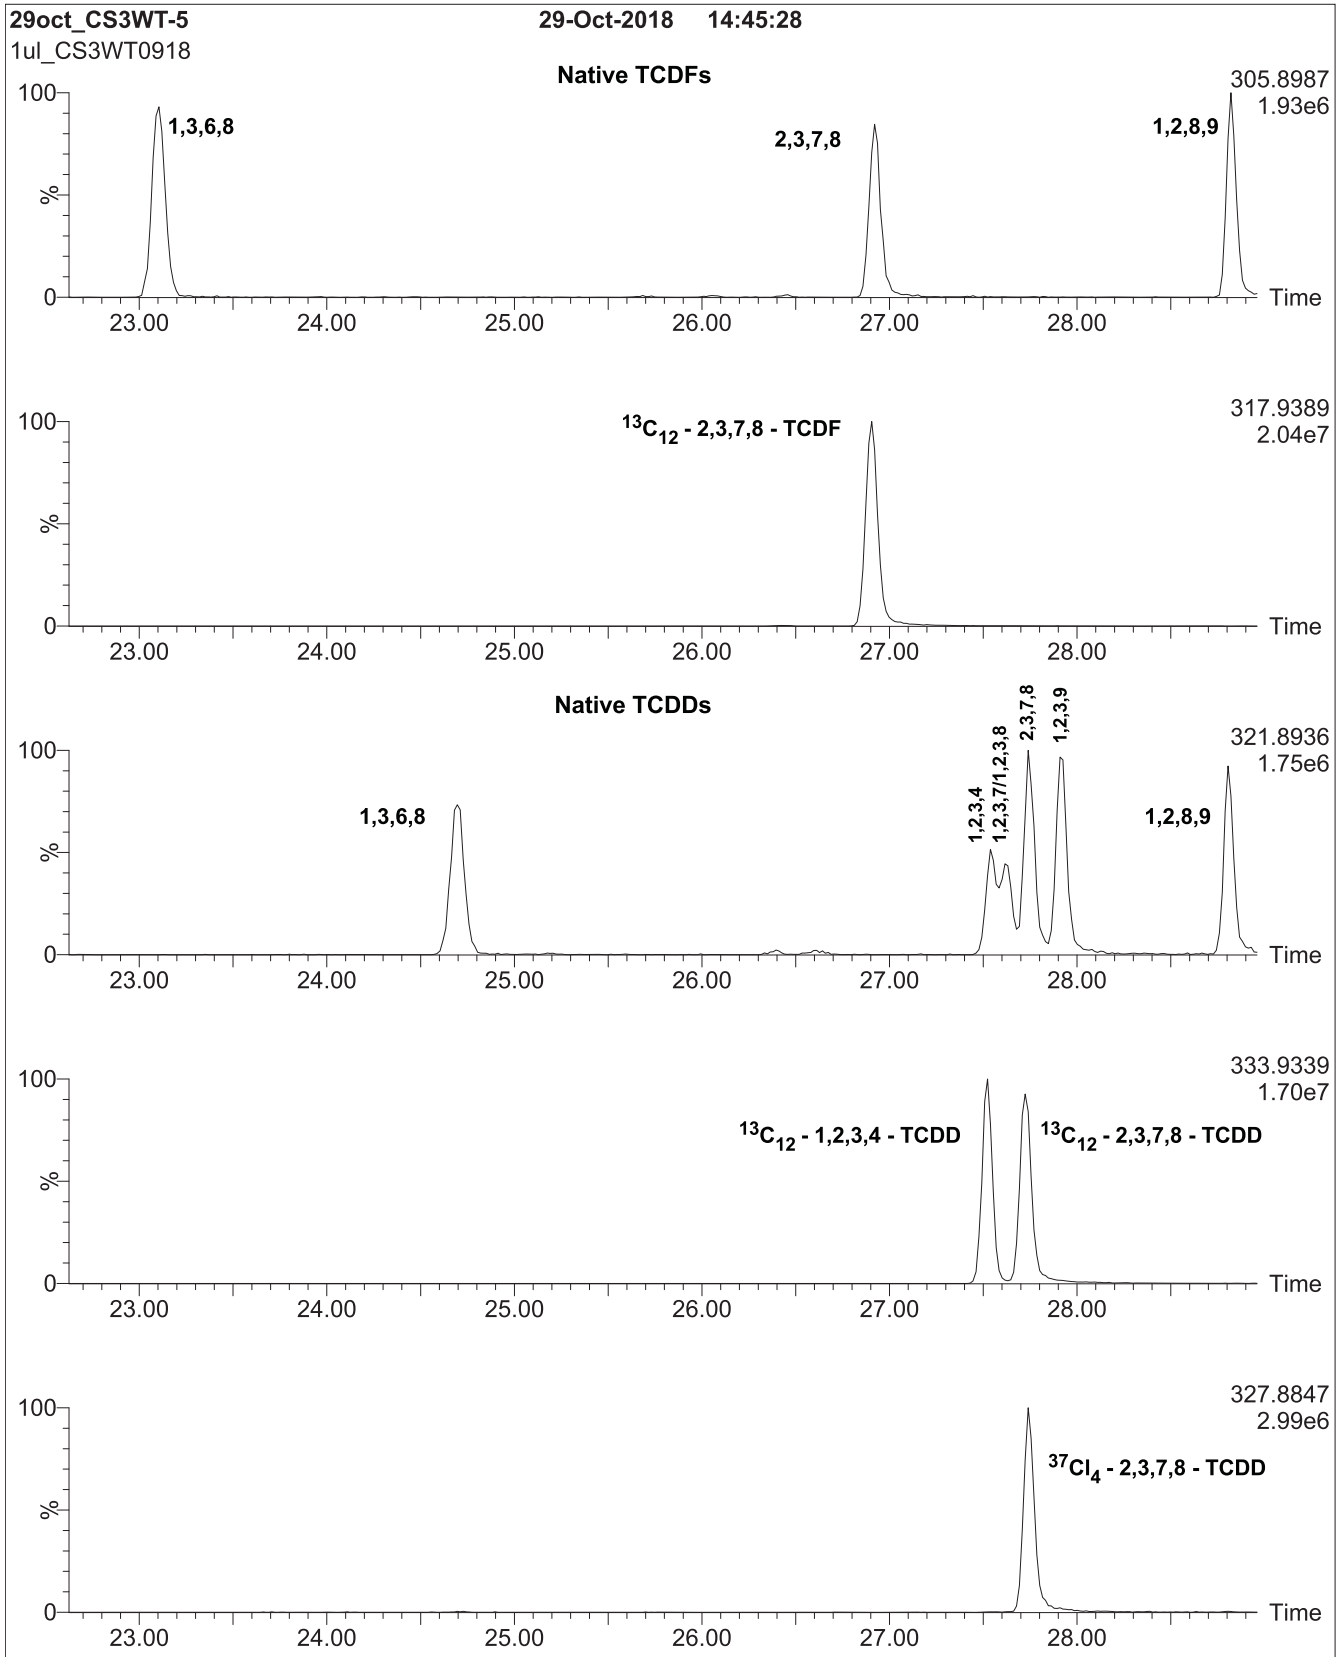 29oct_CS3WT-5 29-Oct-2018 14:45:28
1ul_CS3WT0918
Native TCDFs
305.8987
1.93e6
100
%
0
1,3,6,8
2,3,7,8
1,2,8,9
23.00 24.00 25.00 26.00 27.00 28.00
Time
317.9389
2.04e7
100
%
0
¹³C₁₂ - 2,3,7,8 - TCDF
23.00 24.00 25.00 26.00 27.00 28.00
Time
Native TCDDs
321.8936
1.75e6
100
%
0
1,3,6,8
1,2,3,4
1,2,3,7/1,2,3,8
2,3,7,8
1,2,3,9
1,2,8,9
23.00 24.00 25.00 26.00 27.00 28.00
Time
333.9339
1.70e7
100
%
0
¹³C₁₂ - 1,2,3,4 - TCDD
¹³C₁₂ - 2,3,7,8 - TCDD
23.00 24.00 25.00 26.00 27.00 28.00
Time
327.8847
2.99e6
100
%
0
³⁷Cl₄ - 2,3,7,8 - TCDD
23.00 24.00 25.00 26.00 27.00 28.00
Time